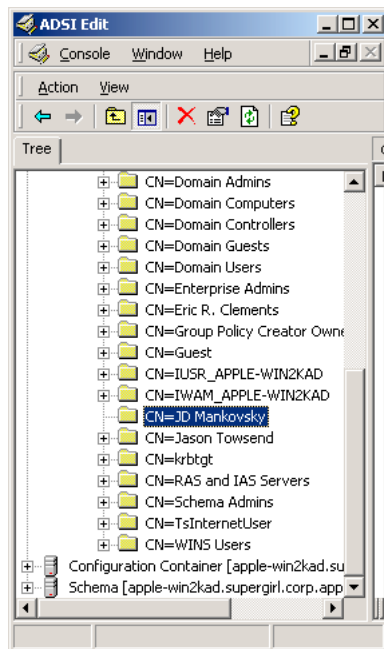 ADSI Edit
Console Window Help
Action View
Tree
CN=Domain Admins
CN=Domain Computers
CN=Domain Controllers
CN=Domain Guests
CN=Domain Users
CN=Enterprise Admins
CN=Eric R. Clements
CN=Group Policy Creator Owne
CN=Guest
CN=IUSR_APPLE-WIN2KAD
CN=IWAM_APPLE-WIN2KAD
CN=JD Mankovsky
CN=Jason Towsend
CN=krbtgt
CN=RAS and IAS Servers
CN=Schema Admins
CN=TsInternetUser
CN=WINS Users
Configuration Container [apple-win2kad.su
Schema [apple-win2kad.supergirl.corp.app